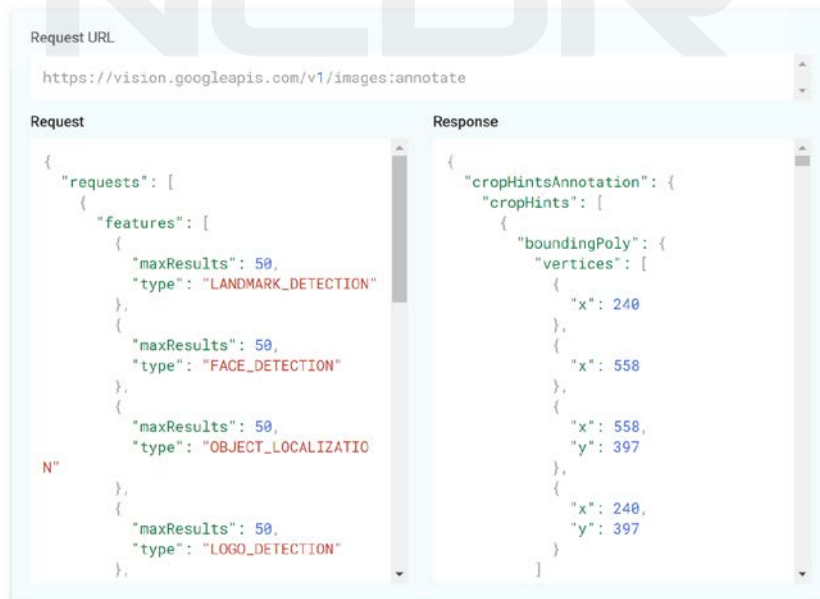 NCDR
Request URL
https://vision.googleapis.com/v1/images:annotate
Request
{
"requests": [
{
"features": [
{
"maxResults": 50,
"type": "LANDMARK_DETECTION"
},
{
"maxResults": 50,
"type": "FACE_DETECTION"
},
{
"maxResults": 50,
"type": "OBJECT_LOCALIZATIO
N"
},
{
"maxResults": 50,
"type": "LOGO_DETECTION"
},
Response
{
"cropHintsAnnotation": {
"cropHints": [
{
"boundingPoly": {
"vertices": [
{
"x": 240
},
{
"x": 558
},
{
"x": 558,
"y": 397
},
{
"x": 240,
"y": 397
}
]